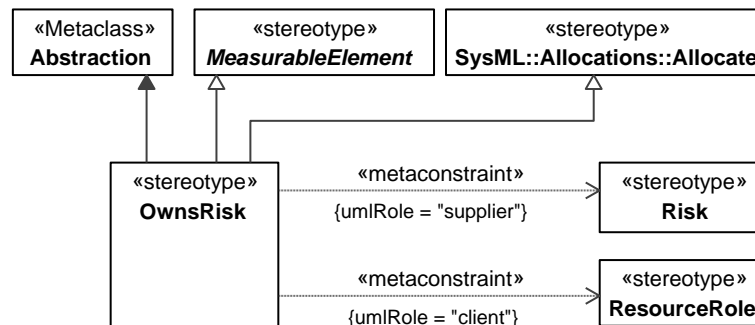 «Metaclass»
Abstraction
«stereotype»
MeasurableElement
«stereotype»
SysML::Allocations::Allocate
«stereotype»
OwnsRisk
«metaconstraint»
{umlRole = "supplier"}
«stereotype»
Risk
«metaconstraint»
{umlRole = "client"}
«stereotype»
ResourceRole